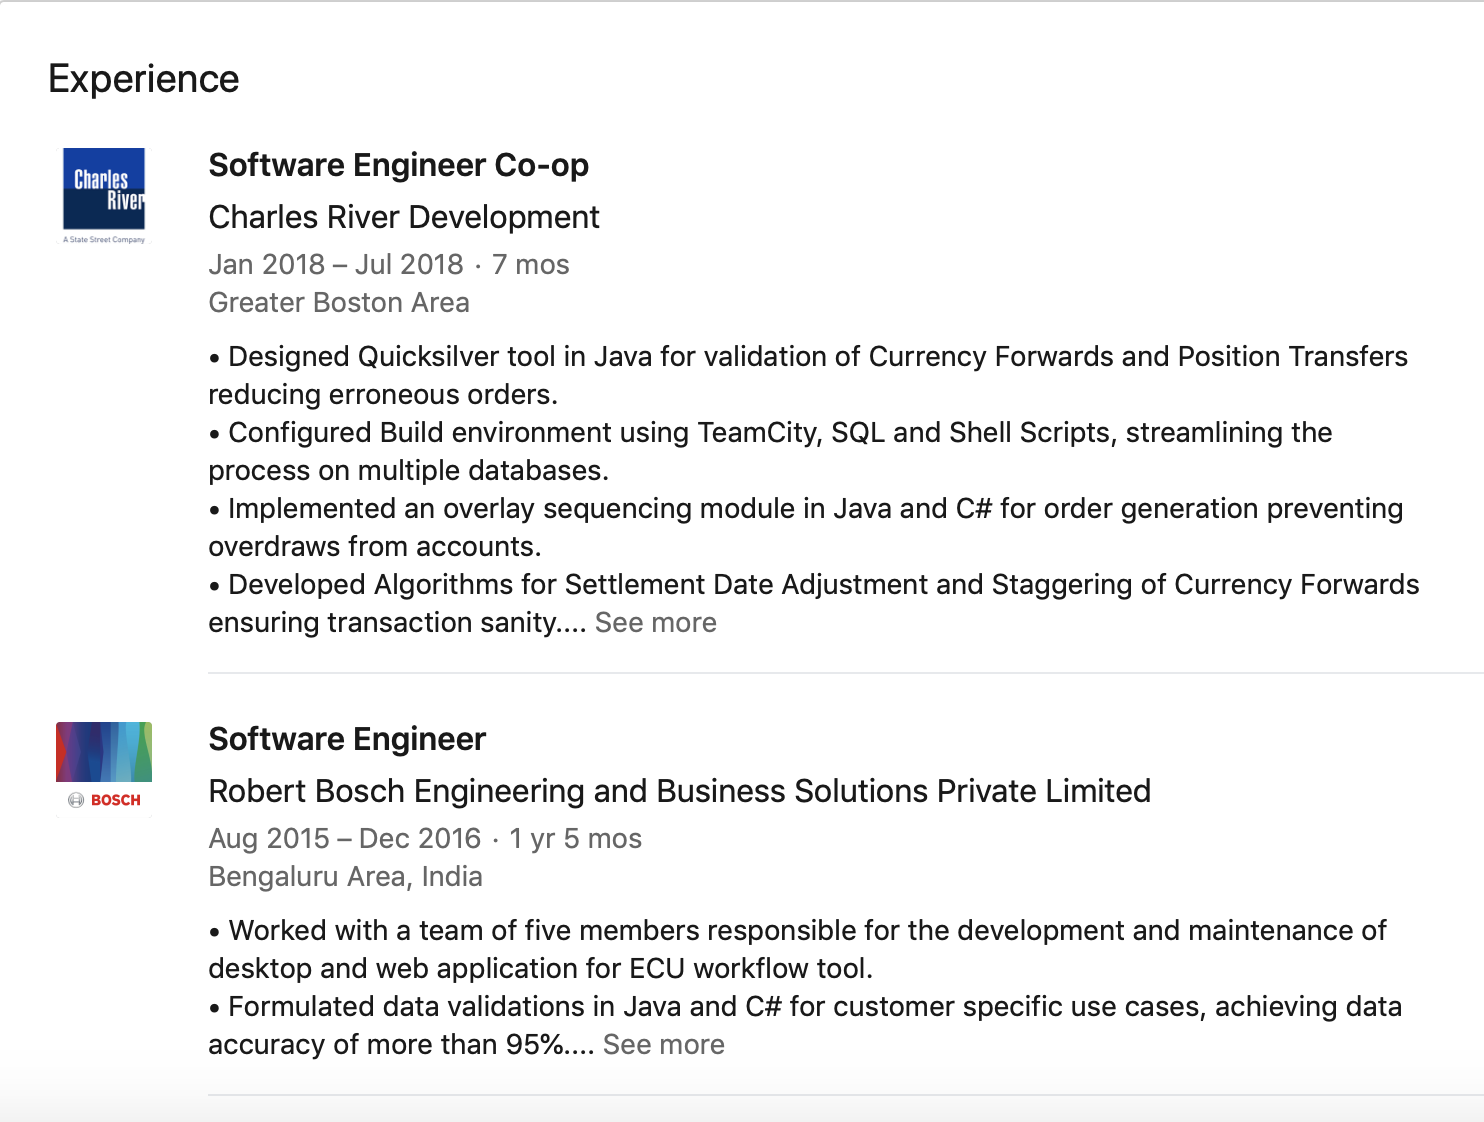 Experience
Charles
River
A State Street Company
Software Engineer Co-op
Charles River Development
Jan 2018 – Jul 2018 · 7 mos
Greater Boston Area
• Designed Quicksilver tool in Java for validation of Currency Forwards and Position Transfers
reducing erroneous orders.
• Configured Build environment using TeamCity, SQL and Shell Scripts, streamlining the
process on multiple databases.
• Implemented an overlay sequencing module in Java and C# for order generation preventing
overdraws from accounts.
• Developed Algorithms for Settlement Date Adjustment and Staggering of Currency Forwards
ensuring transaction sanity.... See more
BOSCH
Software Engineer
Robert Bosch Engineering and Business Solutions Private Limited
Aug 2015 – Dec 2016 · 1 yr 5 mos
Bengaluru Area, India
• Worked with a team of five members responsible for the development and maintenance of
desktop and web application for ECU workflow tool.
• Formulated data validations in Java and C# for customer specific use cases, achieving data
accuracy of more than 95%.... See more